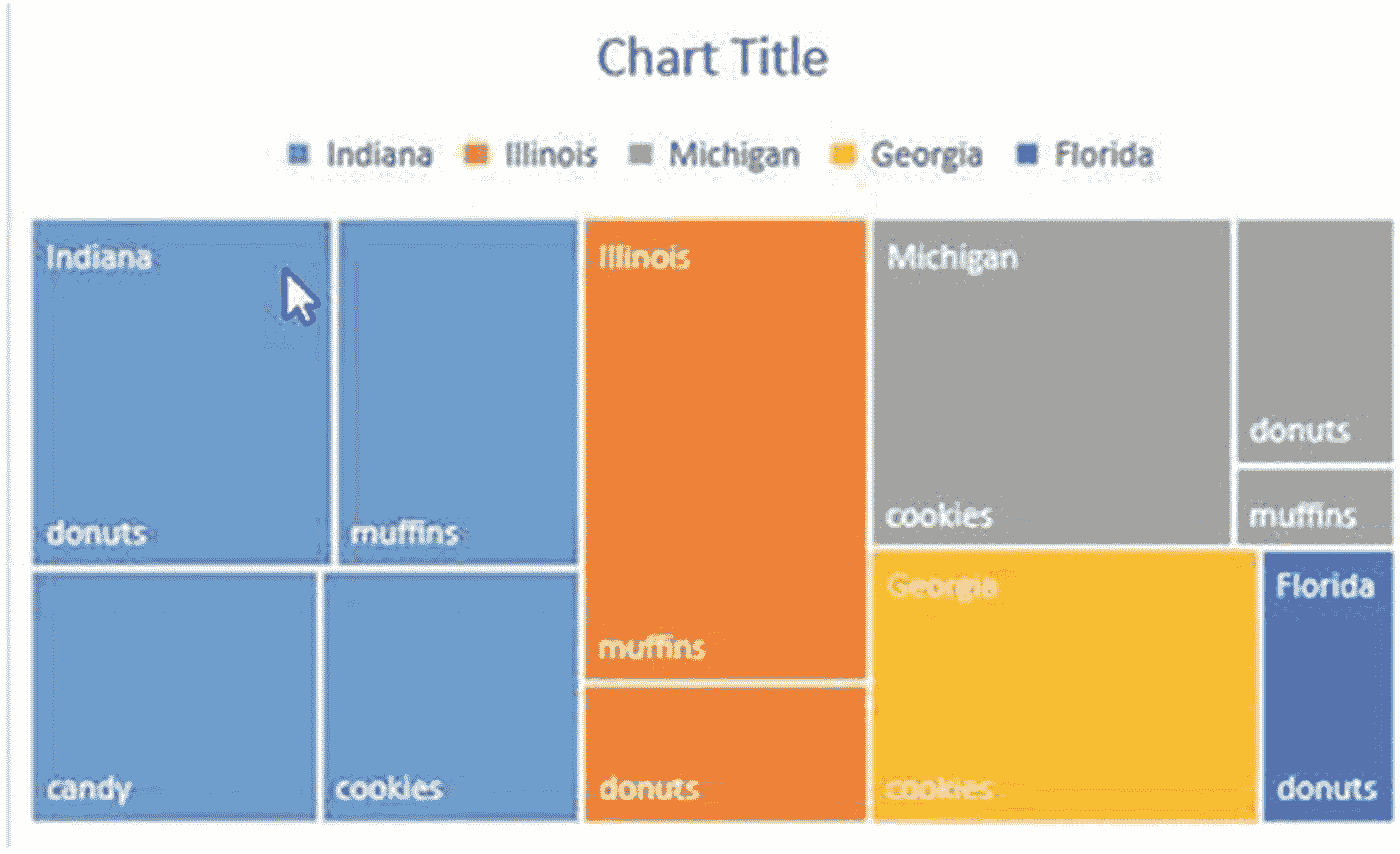 Chart Title
Indiana Illinois Michigan Georgia Florida
Indiana
Illinois
Michigan
donuts
cookies
muffins
donuts
muffins
Georgia
Florida
muffins
candy
cookies
donuts
cookies
donuts